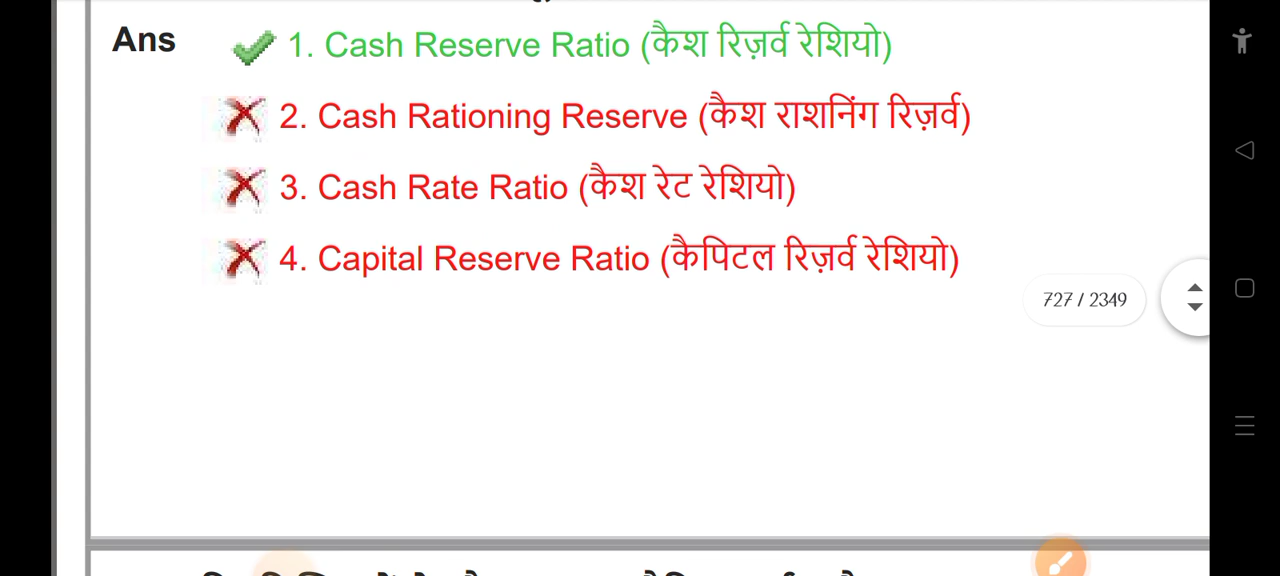 Ans
1. Cash Reserve Ratio (कैश रिज़र्व रेशियो)
2. Cash Rationing Reserve (कैश राशनिंग रिज़र्व)
3. Cash Rate Ratio (कैश रेट रेशियो)
4. Capital Reserve Ratio (कैपिटल रिज़र्व रेशियो)
727 / 2349